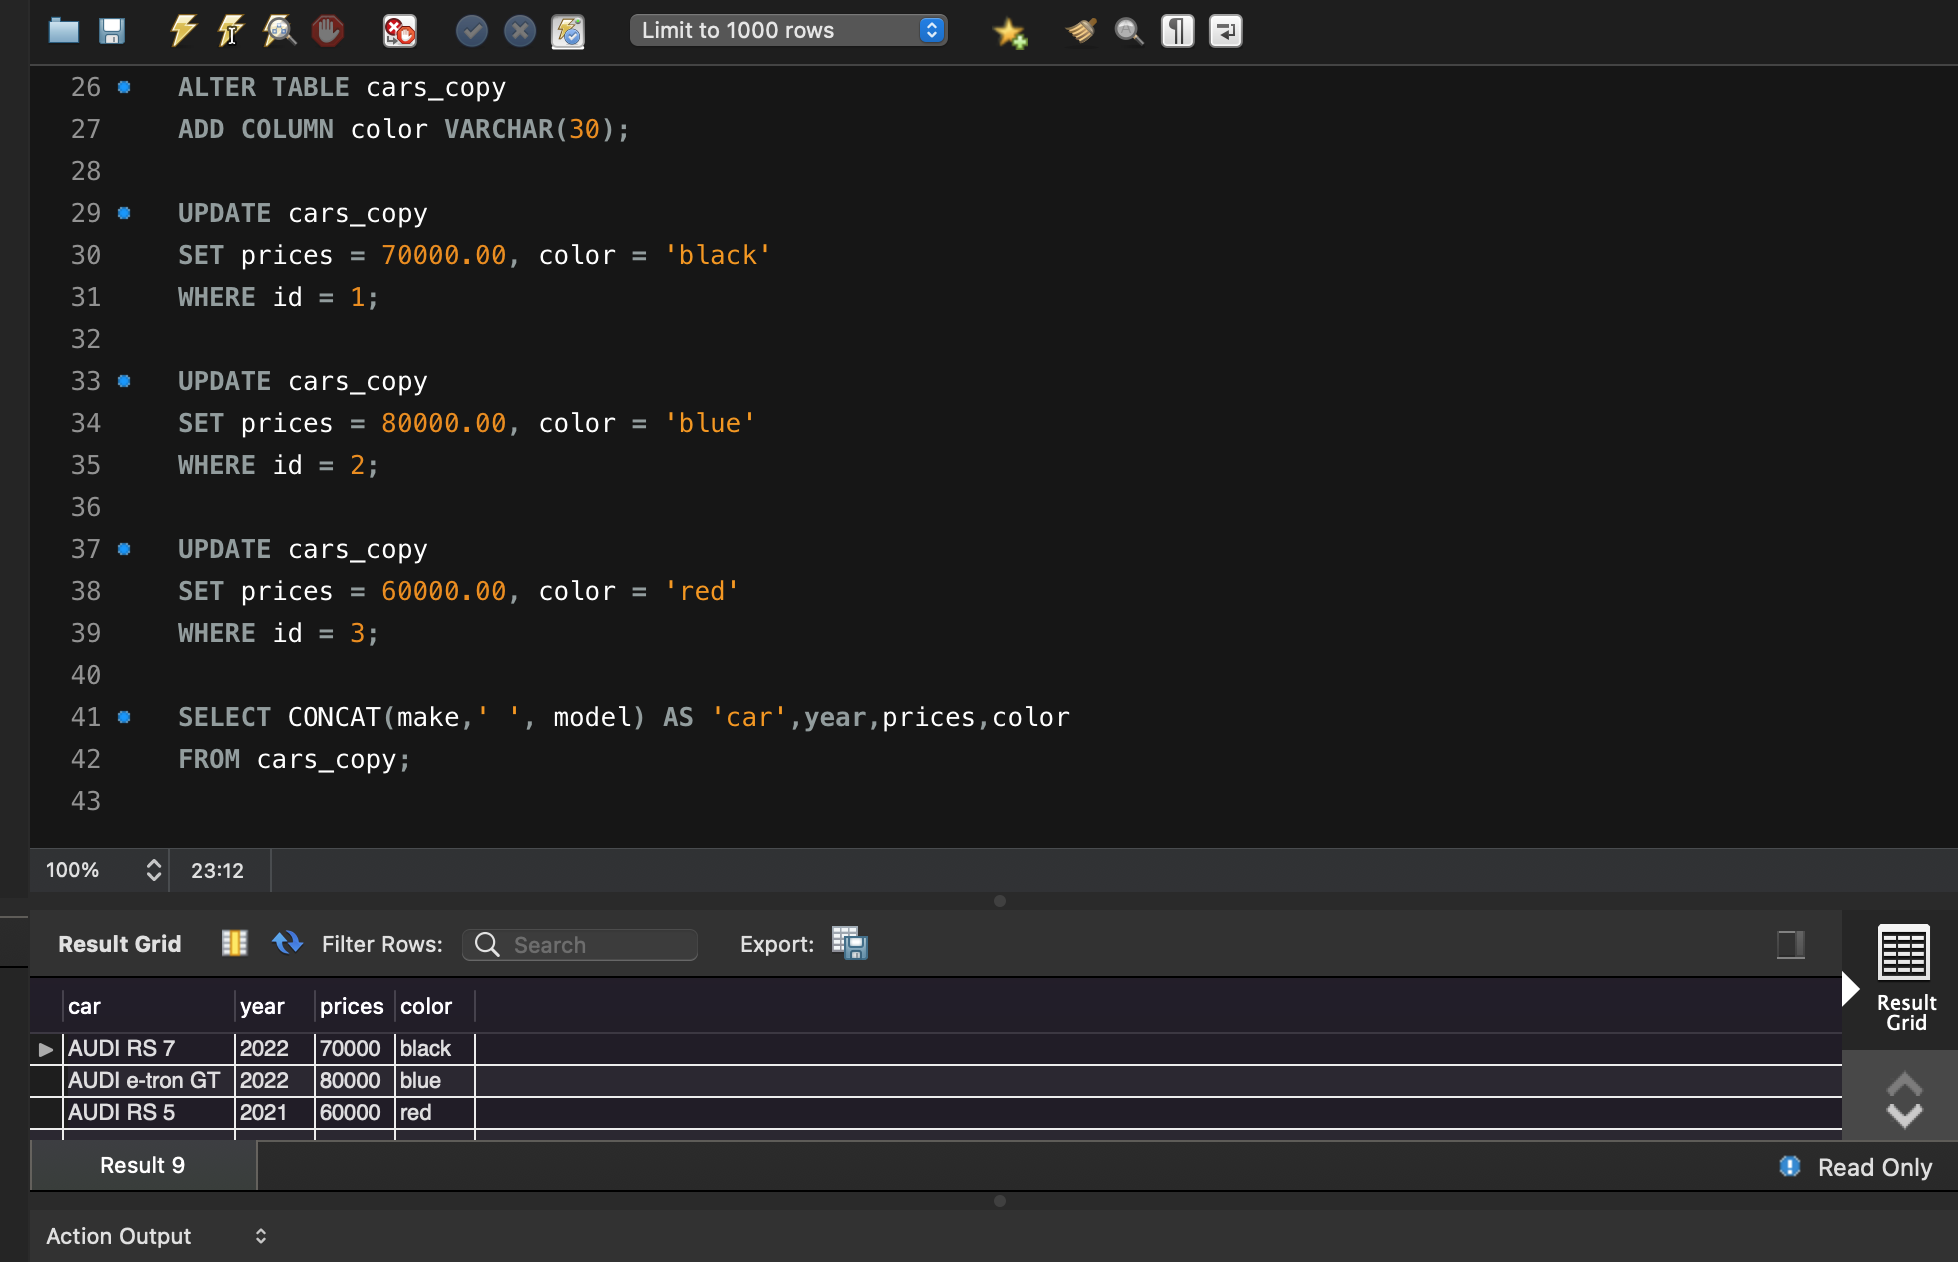 Limit to 1000 rows
26 ALTER TABLE cars_copy
27 ADD COLUMN color VARCHAR(30);
28
29 UPDATE cars_copy
30 SET prices = 70000.00, color = 'black'
31 WHERE id = 1;
32
33 UPDATE cars_copy
34 SET prices = 80000.00, color = 'blue'
35 WHERE id = 2;
36
37 UPDATE cars_copy
38 SET prices = 60000.00, color = 'red'
39 WHERE id = 3;
40
41 SELECT CONCAT(make,' ', model) AS 'car',year,prices,color
42 FROM cars_copy;
43
100% 23:12
Result Grid Filter Rows: Search Export:
Result
Grid
car year prices color
AUDI RS 7 2022 70000 black
AUDI e-tron GT 2022 80000 blue
AUDI RS 5 2021 60000 red
Result 9 Read Only
Action Output